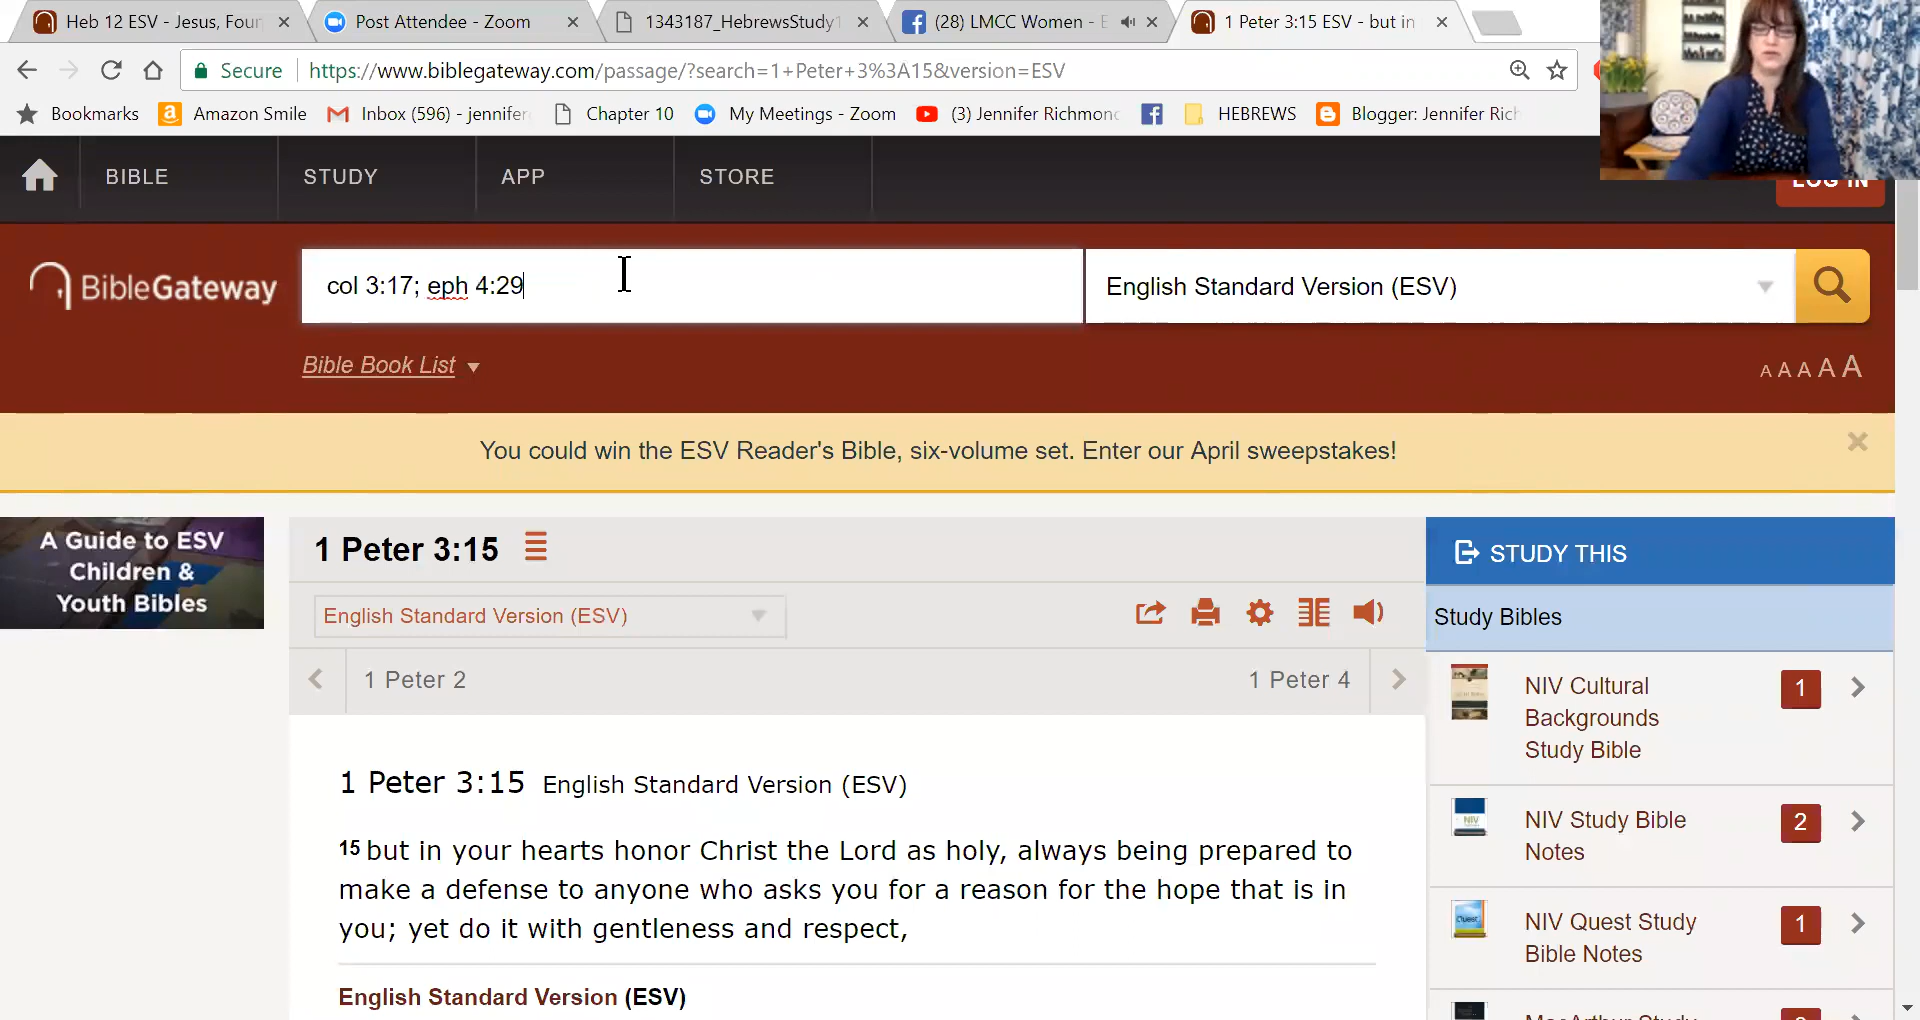 Heb 12 ESV - Jesus, Foun
Post Attendee - Zoom
1343187_HebrewsStudy1
(28) LMCC Women - E
1 Peter 3:15 ESV - but in
Secure
https://www.biblegateway.com/passage/?search=1+Peter+3%3A15&version=ESV
Bookmarks
Amazon Smile
Inbox (596) - jennifer
Chapter 10
My Meetings - Zoom
(3) Jennifer Richmond
HEBREWS
Blogger: Jennifer Rich
BIBLE
STUDY
APP
STORE
LOG IN
BibleGateway
col 3:17; eph 4:29
English Standard Version (ESV)
Bible Book List
A A A A A
You could win the ESV Reader's Bible, six-volume set. Enter our April sweepstakes!
A Guide to ESV
Children &
Youth Bibles
1 Peter 3:15
English Standard Version (ESV)
1 Peter 2
1 Peter 4
1 Peter 3:15 English Standard Version (ESV)
15 but in your hearts honor Christ the Lord as holy, always being prepared to
make a defense to anyone who asks you for a reason for the hope that is in
you; yet do it with gentleness and respect,
English Standard Version (ESV)
STUDY THIS
Study Bibles
NIV Cultural
Backgrounds
Study Bible
1
NIV Study Bible
Notes
2
NIV Quest Study
Bible Notes
1
MacArthur Study